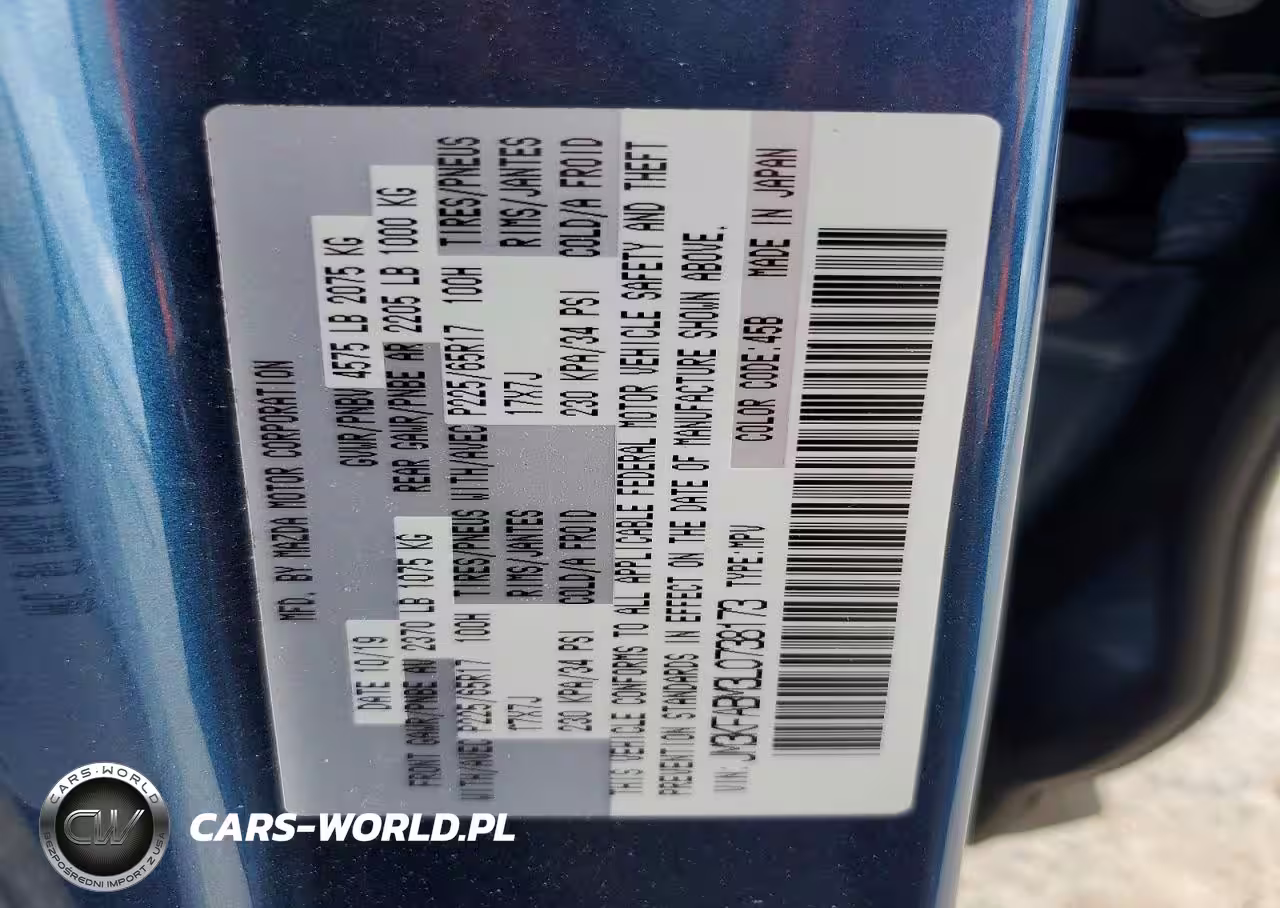 MFD. BY MAZDA MOTOR CORPORATION
DATE 10/19
GVWR/PNBV 4575 LB 2075 KG
FRONT GAWR/PNBE AV 2370 LB 1075 KG
REAR GAWR/PNBE AR 2205 LB 1000 KG
WITH/AVEC P225/65R17 100H TIRES/PNEUS WITH/AVEC P225/65R17 100H TIRES/PNEUS
17X7J RIMS/JANTES 17X7J RIMS/JANTES
230 KPA/34 PSI COLD/A FROID 230 KPA/34 PSI COLD/A FROID
THIS VEHICLE CONFORMS TO ALL APPLICABLE FEDERAL MOTOR VEHICLE SAFETY AND THEFT
PREVENTION STANDARDS IN EFFECT ON THE DATE OF MANUFACTURE SHOWN ABOVE.
VIN: JM3KFABM3L0738173 TYPE:MPV COLOR CODE:45B MADE IN JAPAN
CARS-WORLD
CW
BEZPOŚREDNI IMPORT Z USA
CARS-WORLD.PL